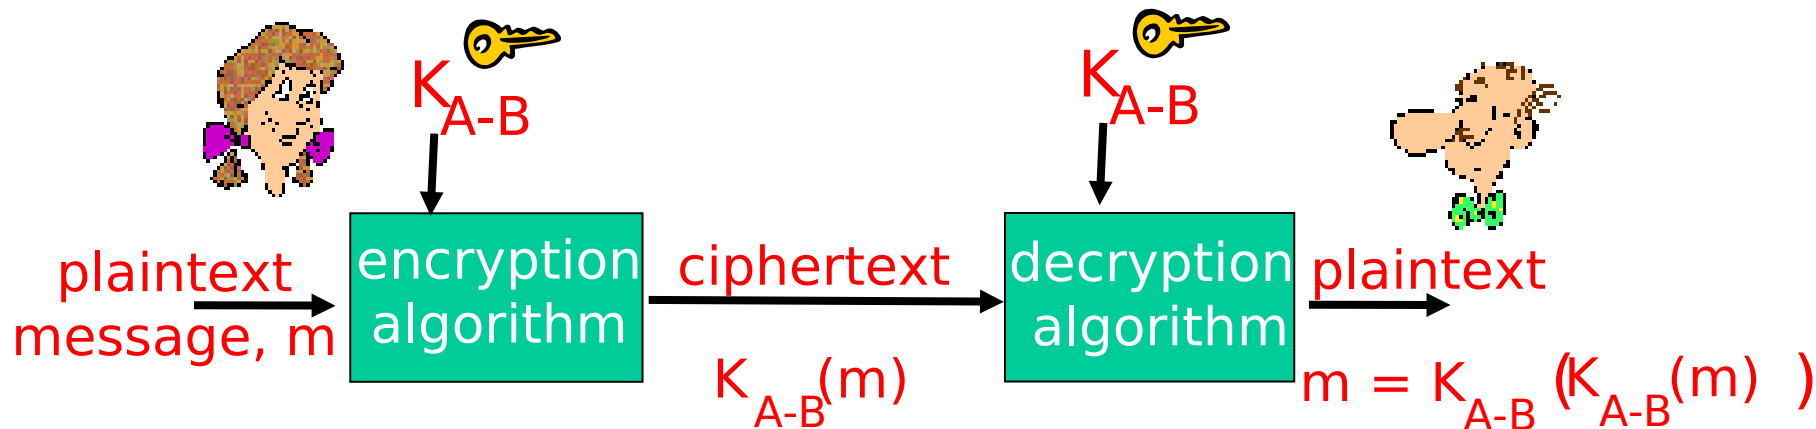 K A-B
K A-B
plaintext
message, m
encryption
algorithm
ciphertext
K A-B (m)
decryption
algorithm
plaintext
m = K A-B (K A-B (m) )